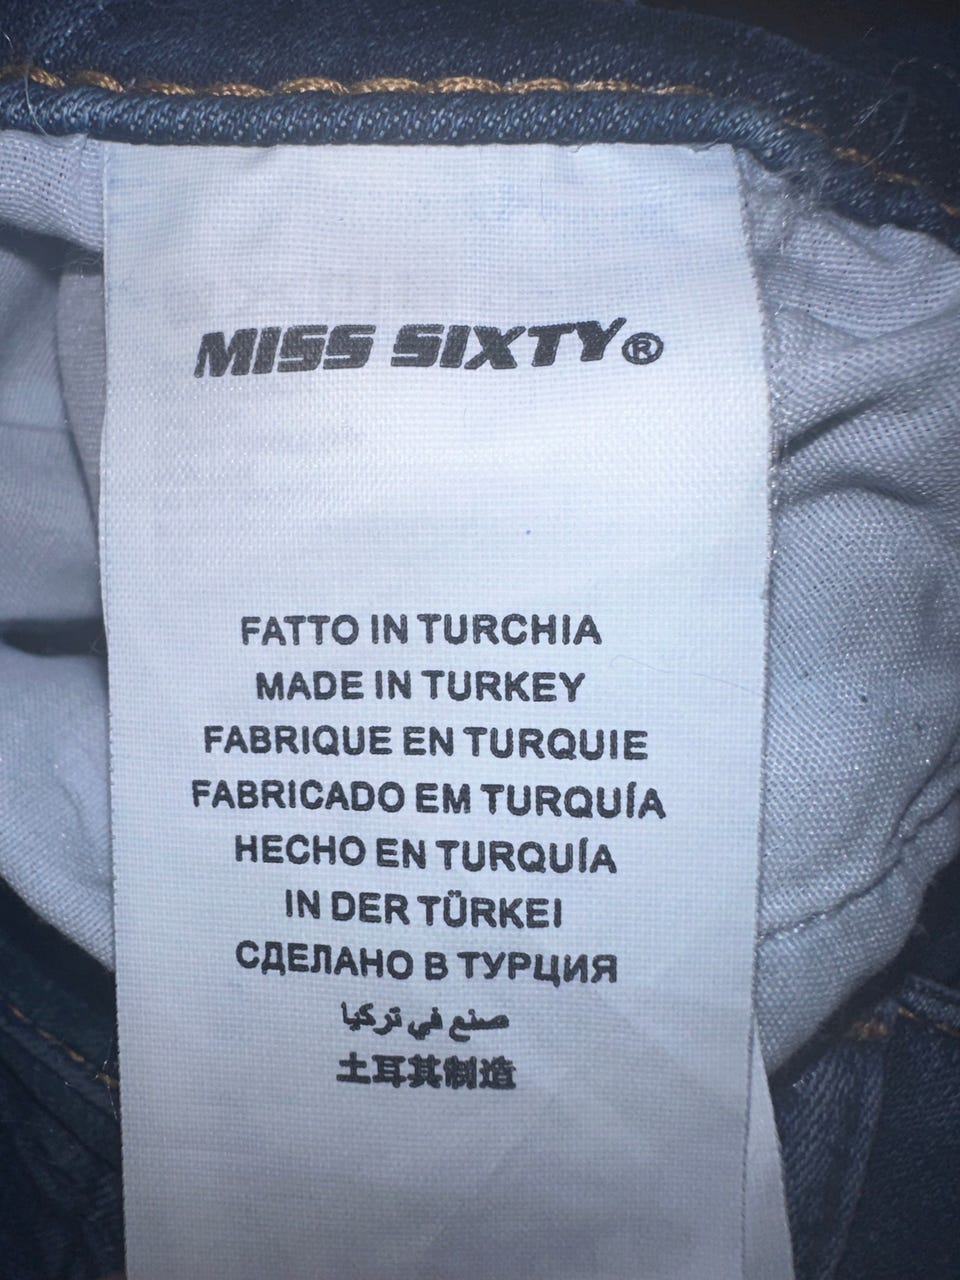 MISS SIXTY®
FATTO IN TURCHIA
MADE IN TURKEY
FABRIQUE EN TURQUIE
FABRICADO EM TURQUÍA
HECHO EN TURQUÍA
IN DER TÜRKEI
СДЕЛАНО В ТУРЦИЯ
صنع في تركيا
土耳其制造